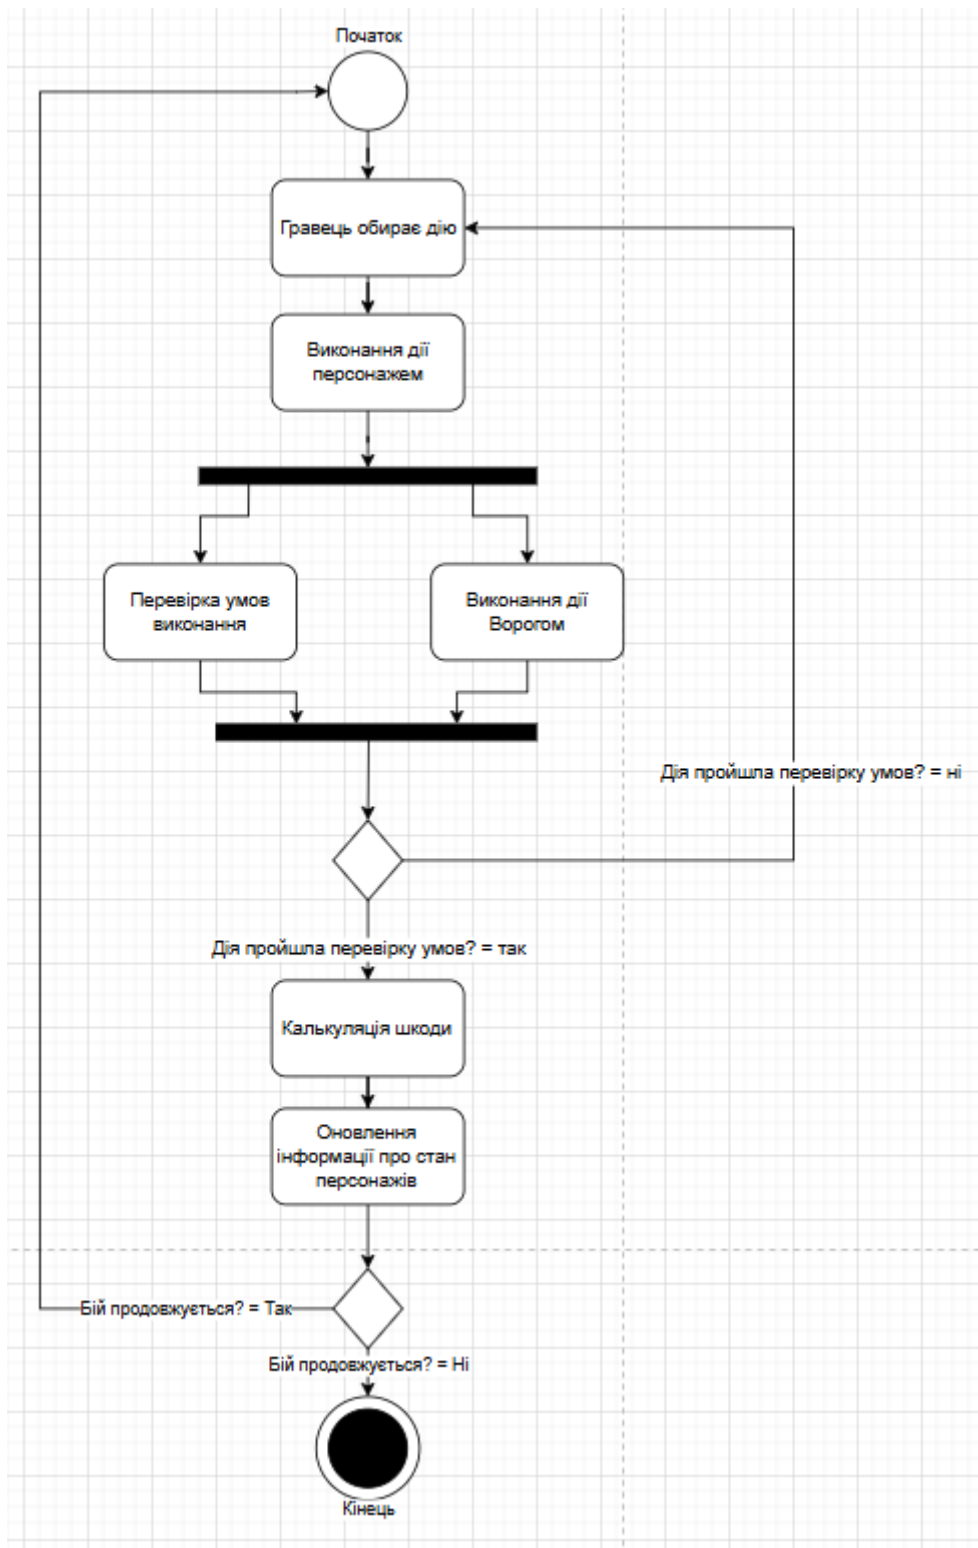 Початок
Гравець обирає дію
Виконання дії
персонажем
Перевірка умов
виконання
Виконання дії
Ворогом
Дія пройшла перевірку умов? = ні
Дія пройшла перевірку умов? = так
Калькуляція шкоди
Оновлення
інформації про стан
персонажів
Бій продовжується? = Так
Бій продовжується? = Ні
Кінець